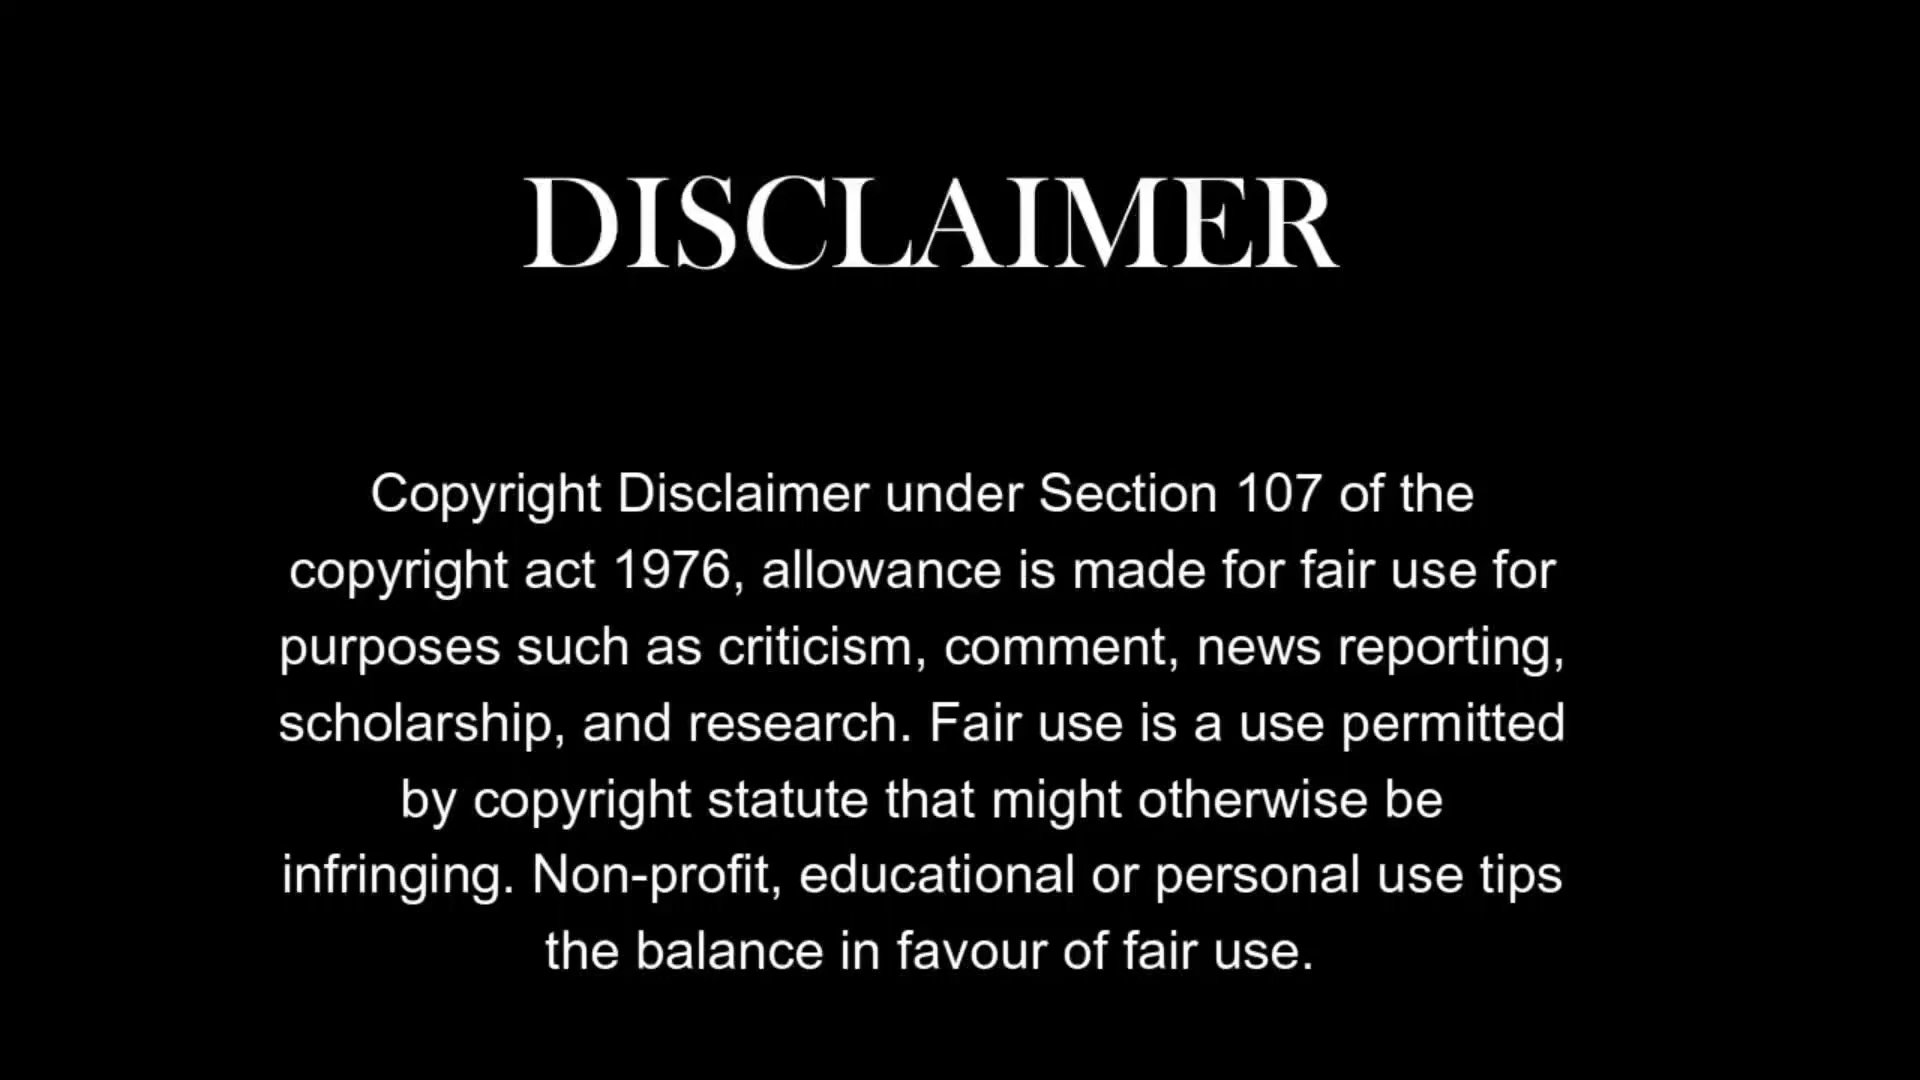 DISCLAIMER
Copyright Disclaimer under Section 107 of the
copyright act 1976, allowance is made for fair use for
purposes such as criticism, comment, news reporting,
scholarship, and research. Fair use is a use permitted
by copyright statute that might otherwise be
infringing. Non-profit, educational or personal use tips
the balance in favour of fair use.